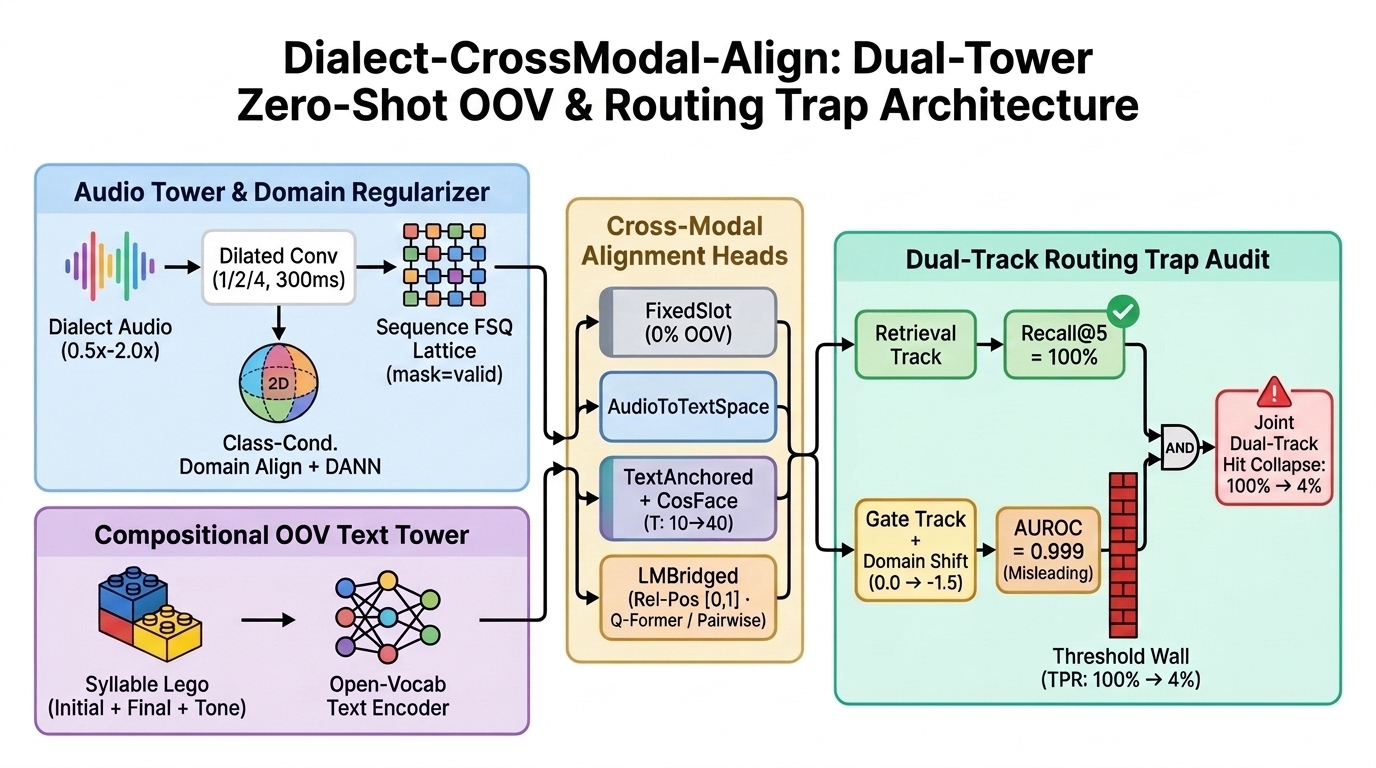 Dialect-CrossModal-Align: Dual-Tower
Zero-Shot OOV & Routing Trap Architecture
Audio Tower & Domain Regularizer
Dialect Audio
(0.5x-2.0x)
Dilated Conv
(1/2/4, 300ms)
Sequence FSQ
Lattice
(mask=valid)
2D
Class-Cond.
Domain Align + DANN
Compositional OOV Text Tower
Syllable Lego
(Initial + Final + Tone)
Open-Vocab
Text Encoder
Cross-Modal
Alignment Heads
FixedSlot
(0% OOV)
AudioToTextSpace
TextAnchored
+ CosFace
(T: 10→40)
LMBridged
(Rel-Pos [0,1] ·
Q-Former / Pairwise)
Dual-Track Routing Trap Audit
Retrieval
Track
Recall@5
= 100%
Gate Track
+
Domain Shift
(0.0 → -1.5)
AUROC
= 0.999
(Misleading)
Threshold Wall
(TPR: 100% → 4%)
AND
!
Joint
Dual-Track
Hit Collapse:
100% → 4%